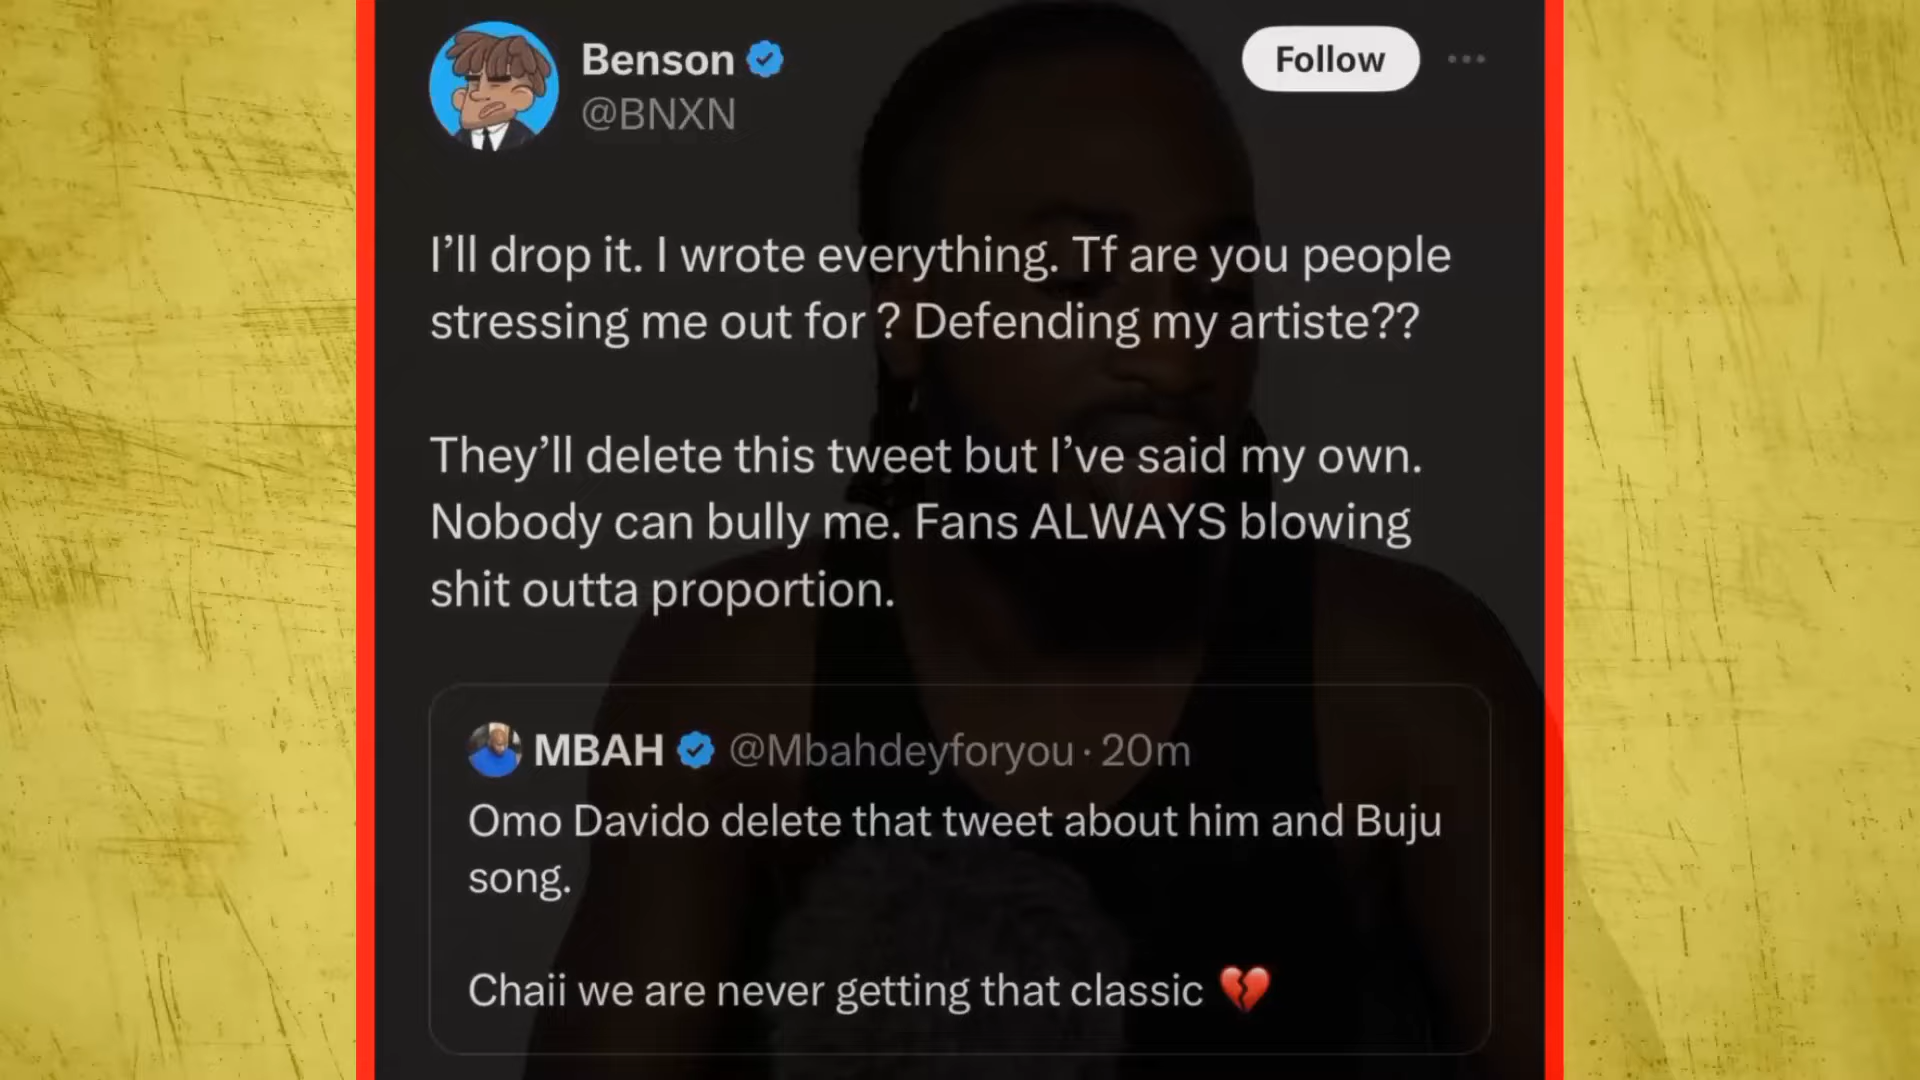 Benson
@BNXN
Follow
I’ll drop it. I wrote everything. Tf are you people
stressing me out for ? Defending my artiste??
They’ll delete this tweet but I’ve said my own.
Nobody can bully me. Fans ALWAYS blowing
shit outta proportion.
MBAH @Mbahdeyforyou · 20m
Omo Davido delete that tweet about him and Buju
song.
Chaii we are never getting that classic 💔